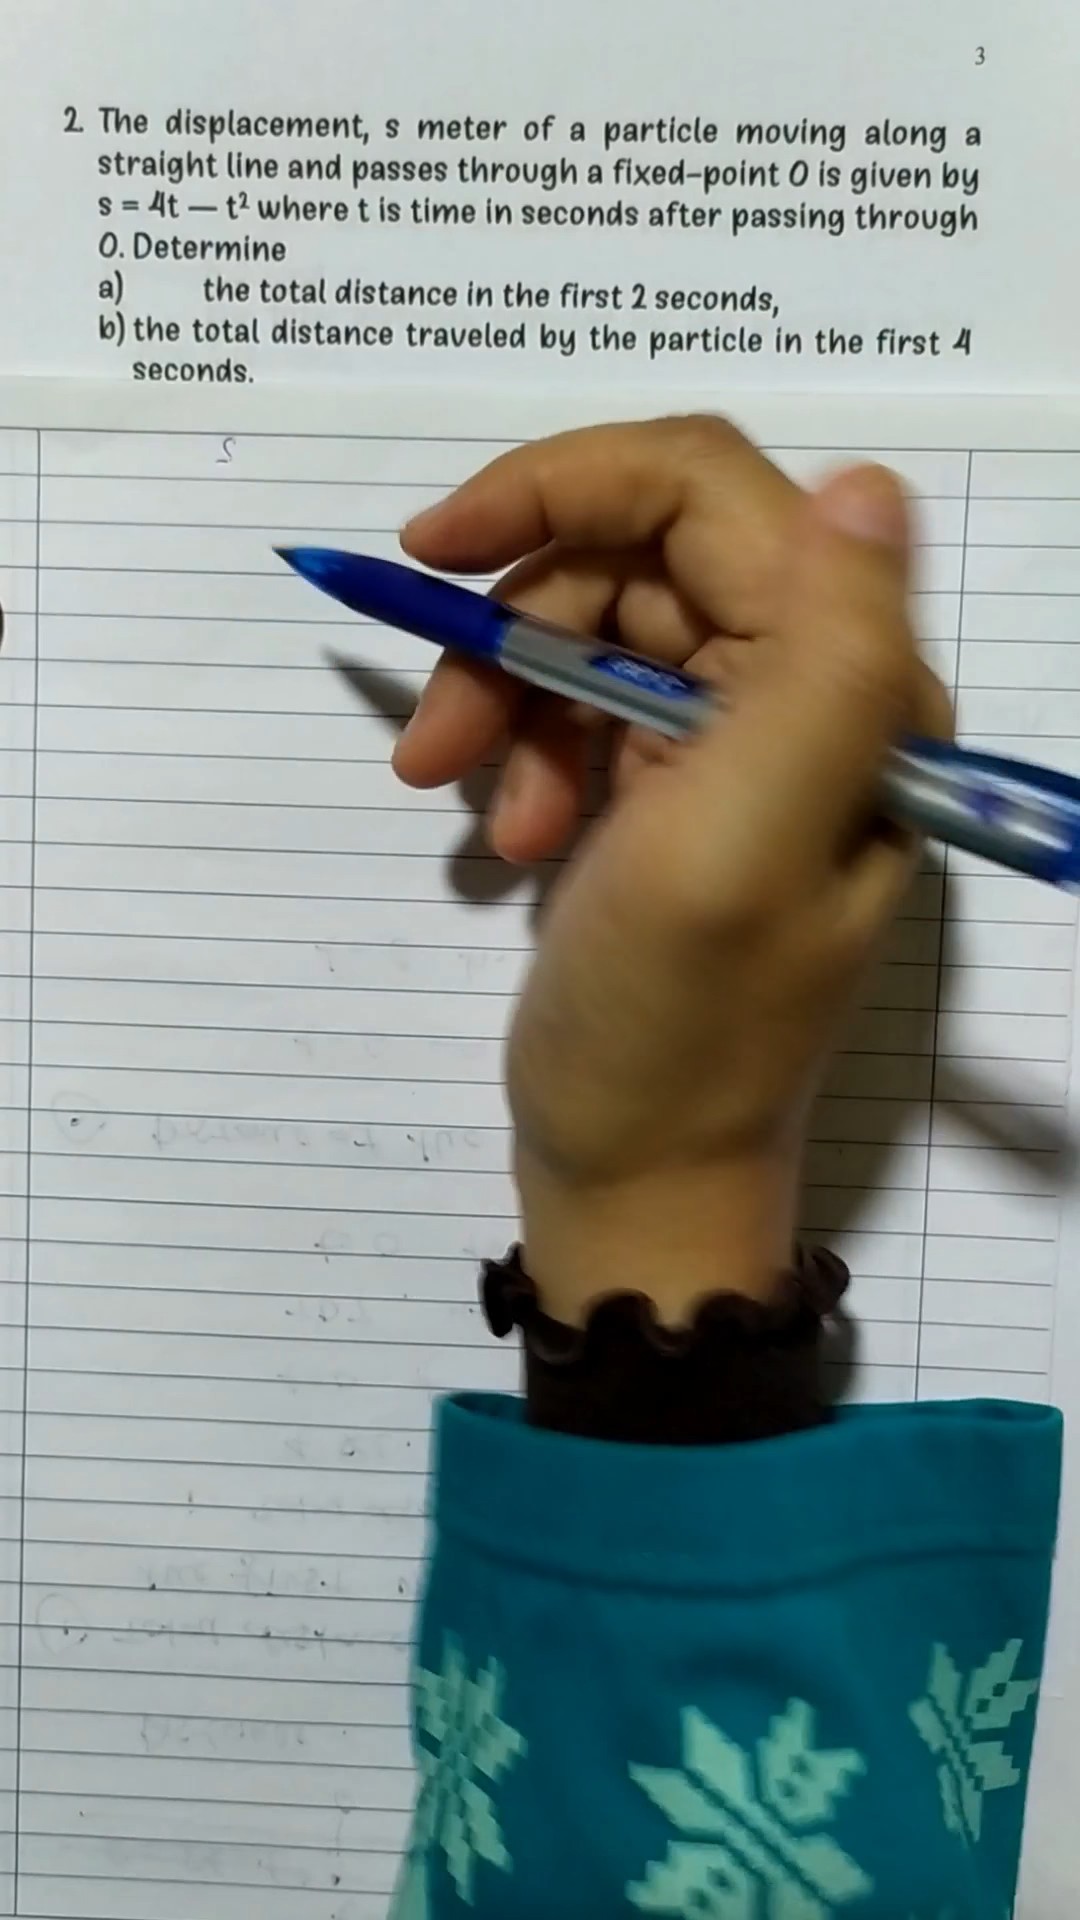 3
2. The displacement, s meter of a particle moving along a
straight line and passes through a fixed-point O is given by
s = 4t — t² where t is time in seconds after passing through
O. Determine
a) the total distance in the first 2 seconds,
b) the total distance traveled by the particle in the first 4
seconds.